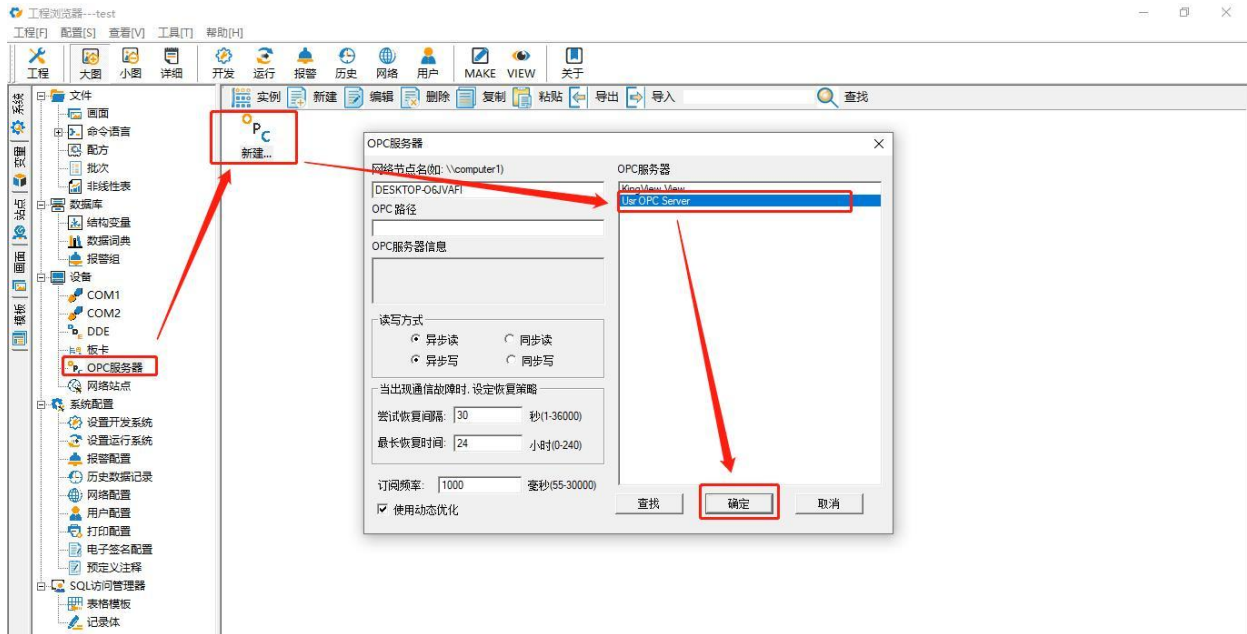 工程浏览器---test
工程[F] 配置[S] 查看[V] 工具[T] 帮助[H]
工程 大图 小图 详细 开发 运行 报警 历史 网络 用户 MAKE VIEW 关于
系统
变量
站点
画面
模板
文件
画面
命令语言
配方
批次
非线性表
数据库
结构变量
数据词典
报警组
设备
COM1
COM2
DDE
板卡
OPC服务器
网络站点
系统配置
设置开发系统
设置运行系统
报警配置
历史数据记录
网络配置
用户配置
打印配置
电子签名配置
预定义注释
SQL访问管理器
表格模板
记录体
实例 新建 编辑 删除 复制 粘贴 导出 导入 查找
OPC
新建...
OPC服务器
网络节点名(如: \\computer1)
DESKTOP-O6JVAFI
OPC 路径
OPC服务器信息
读写方式
异步读 同步读
异步写 同步写
当出现通信故障时, 设定恢复策略
尝试恢复间隔: 30 秒(1-36000)
最长恢复时间: 24 小时(0-240)
订阅频率: 1000 毫秒(55-30000)
使用动态优化
OPC服务器
KingView.View
Usr OPC Server
查找 确定 取消